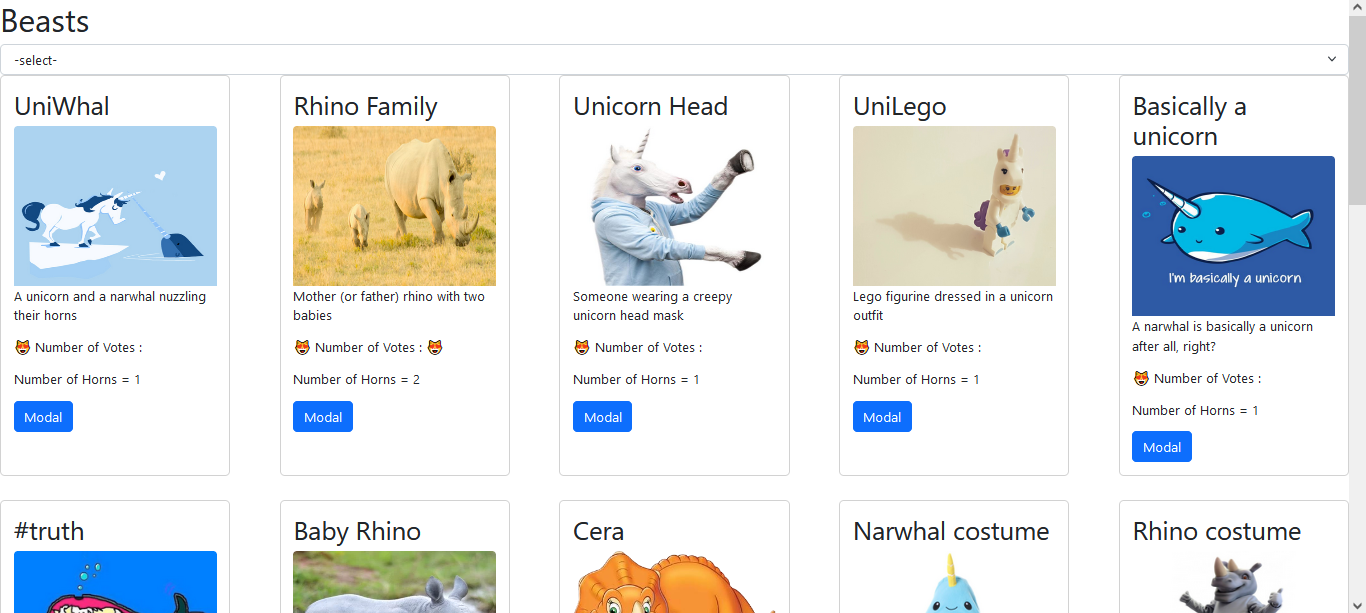 Beasts
-select-
UniWhal
A unicorn and a narwhal nuzzling
their horns
😻 Number of Votes :
Number of Horns = 1
Modal
Rhino Family
Mother (or father) rhino with two
babies
😻 Number of Votes : 😻
Number of Horns = 2
Modal
Unicorn Head
Someone wearing a creepy
unicorn head mask
😻 Number of Votes :
Number of Horns = 1
Modal
UniLego
Lego figurine dressed in a unicorn
outfit
😻 Number of Votes :
Number of Horns = 1
Modal
Basically a
unicorn
I'm basically a unicorn
A narwhal is basically a unicorn
after all, right?
😻 Number of Votes :
Number of Horns = 1
Modal
#truth
Baby Rhino
Cera
Narwhal costume
Rhino costume